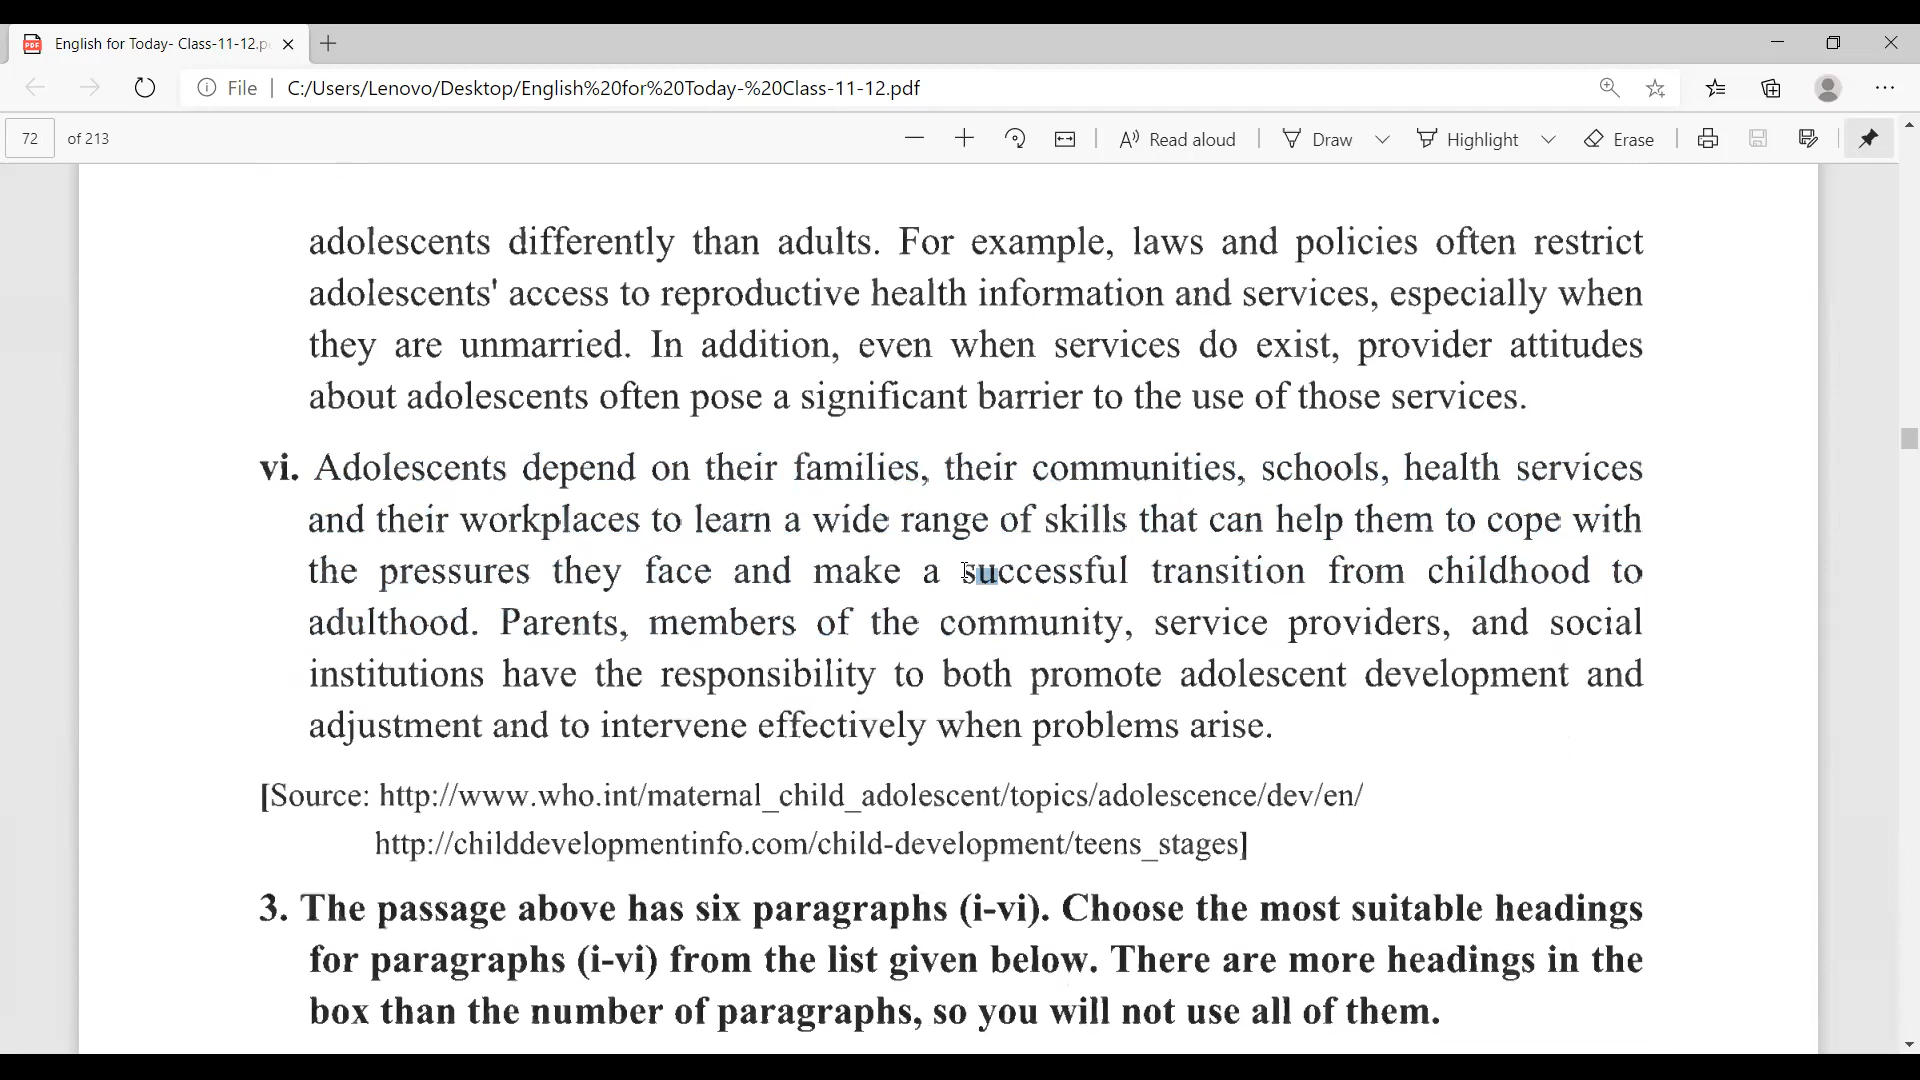 English for Today- Class-11-12.p
File | C:/Users/Lenovo/Desktop/English%20for%20Today-%20Class-11-12.pdf
72 of 213 Read aloud Draw Highlight Erase
adolescents differently than adults. For example, laws and policies often restrict
adolescents' access to reproductive health information and services, especially when
they are unmarried. In addition, even when services do exist, provider attitudes
about adolescents often pose a significant barrier to the use of those services.
vi. Adolescents depend on their families, their communities, schools, health services
and their workplaces to learn a wide range of skills that can help them to cope with
the pressures they face and make a successful transition from childhood to
adulthood. Parents, members of the community, service providers, and social
institutions have the responsibility to both promote adolescent development and
adjustment and to intervene effectively when problems arise.
[Source: http://www.who.int/maternal_child_adolescent/topics/adolescence/dev/en/
http://childdevelopmentinfo.com/child-development/teens_stages]
3. The passage above has six paragraphs (i-vi). Choose the most suitable headings
for paragraphs (i-vi) from the list given below. There are more headings in the
box than the number of paragraphs, so you will not use all of them.